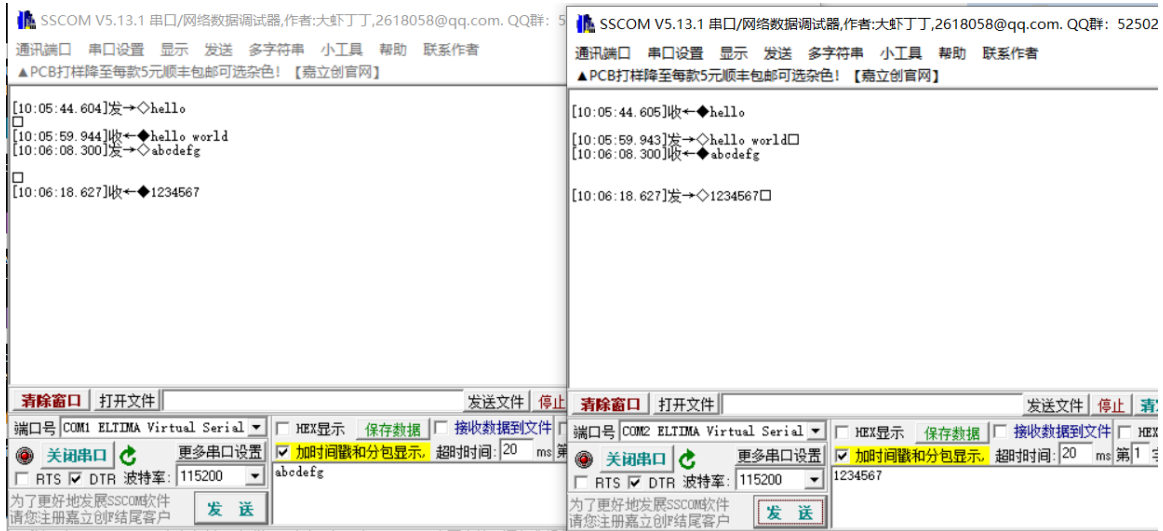 SSCOM V5.13.1 串口/网络数据调试器,作者:大虾丁丁,2618058@qq.com. QQ群: 5
通讯端口 串口设置 显示 发送 多字符串 小工具 帮助 联系作者
▲PCB打样降至每款5元顺丰包邮可选杂色!【嘉立创官网】
[10:05:44.604]发→◇hello
□
[10:05:59.944]收←◆hello world
[10:06:08.300]发→◇abcdefg
□
[10:06:18.627]收←◆1234567
清除窗口 打开文件 发送文件 停止
端口号 COM1 ELTIMA Virtual Serial HEX显示 保存数据 接收数据到文件
关闭串口 更多串口设置 加时间戳和分包显示, 超时时间: 20 ms 第
RTS DTR 波特率: 115200 abcdefg
为了更好地发展SSCOM软件
请您注册嘉立创F结尾客户
发 送
SSCOM V5.13.1 串口/网络数据调试器,作者:大虾丁丁,2618058@qq.com. QQ群: 52502
通讯端口 串口设置 显示 发送 多字符串 小工具 帮助 联系作者
▲PCB打样降至每款5元顺丰包邮可选杂色!【嘉立创官网】
[10:05:44.605]收←◆hello
[10:05:59.943]发→◇hello world□
[10:06:08.300]收←◆abcdefg
[10:06:18.627]发→◇1234567□
清除窗口 打开文件 发送文件 停止 清
端口号 COM2 ELTIMA Virtual Serial HEX显示 保存数据 接收数据到文件 HEX
关闭串口 更多串口设置 加时间戳和分包显示, 超时时间: 20 ms 第 1 字
RTS DTR 波特率: 115200 1234567
为了更好地发展SSCOM软件
请您注册嘉立创F结尾客户
发 送